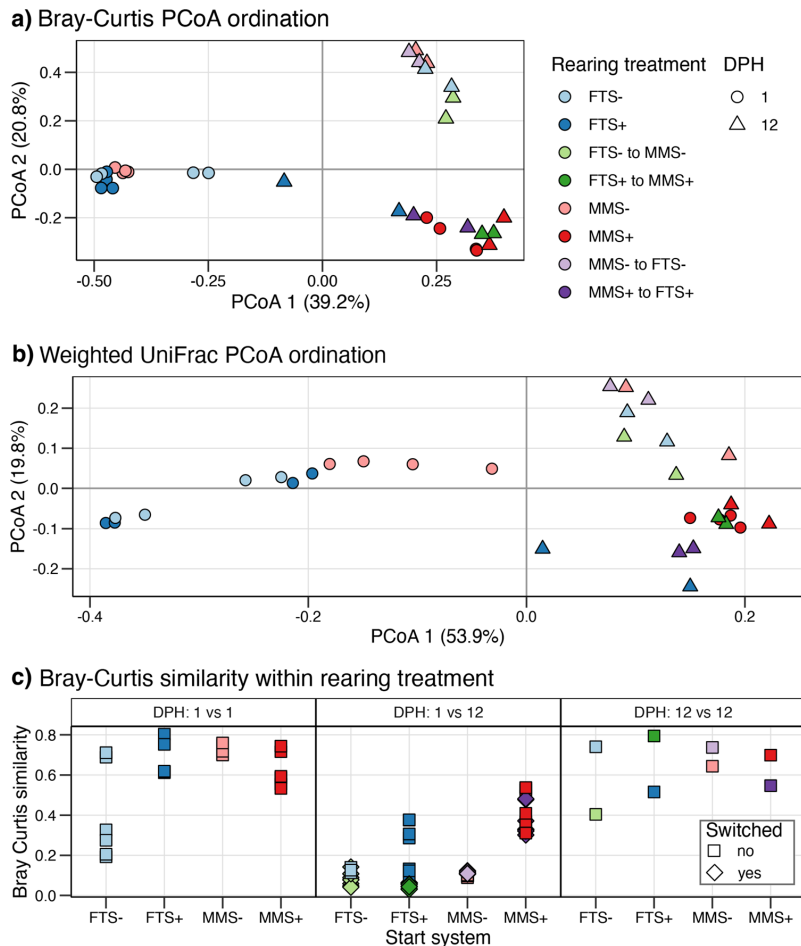 a) Bray-Curtis PCoA ordination
PCoA 2 (20.8%)
0.4
0.2
0.0
-0.2
-0.50
-0.25
0.00
0.25
PCoA 1 (39.2%)
Rearing treatment
FTS-
FTS+
FTS- to MMS-
FTS+ to MMS+
MMS-
MMS+
MMS- to FTS-
MMS+ to FTS+
DPH
1
12
b) Weighted UniFrac PCoA ordination
PCoA 2 (19.8%)
0.2
0.1
0.0
-0.1
-0.2
-0.4
-0.2
0.0
0.2
PCoA 1 (53.9%)
c) Bray-Curtis similarity within rearing treatment
DPH: 1 vs 1
DPH: 1 vs 12
DPH: 12 vs 12
Bray Curtis similarity
0.8
0.6
0.4
0.2
0.0
Switched
no
yes
FTS- FTS+ MMS- MMS+
FTS- FTS+ MMS- MMS+
FTS- FTS+ MMS- MMS+
Start system